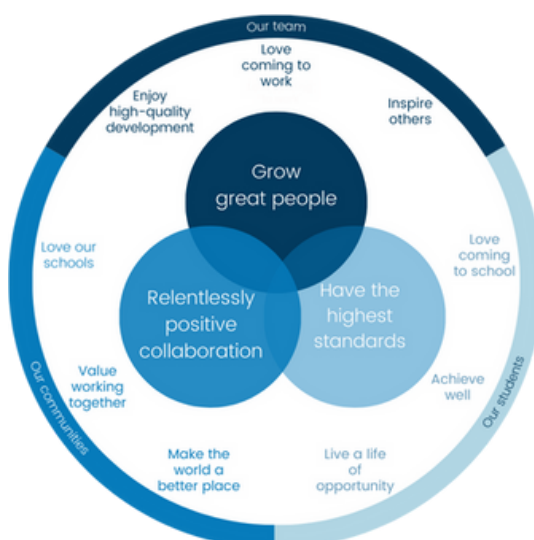 Our team
Love
coming to
work
Enjoy
high-quality
development
Inspire
others
Grow
great people
Love our
schools
Love
coming to
to school
Relentlessly
positive
collaboration
Have the
highest
standards
Value
working
together
Achieve
well
Our communities
Our students
Make the
world a
better place
Live a life
of
opportunity